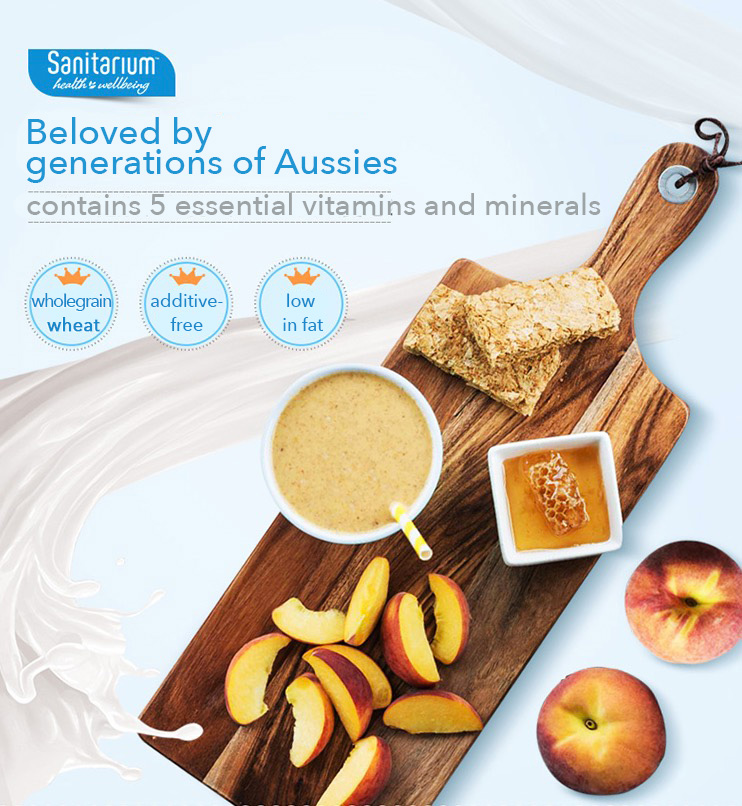 Sanitarium™
health & wellbeing
Beloved by
generations of Aussies
contains 5 essential vitamins and minerals
wholegrain
wheat
additive-
free
low
in fat